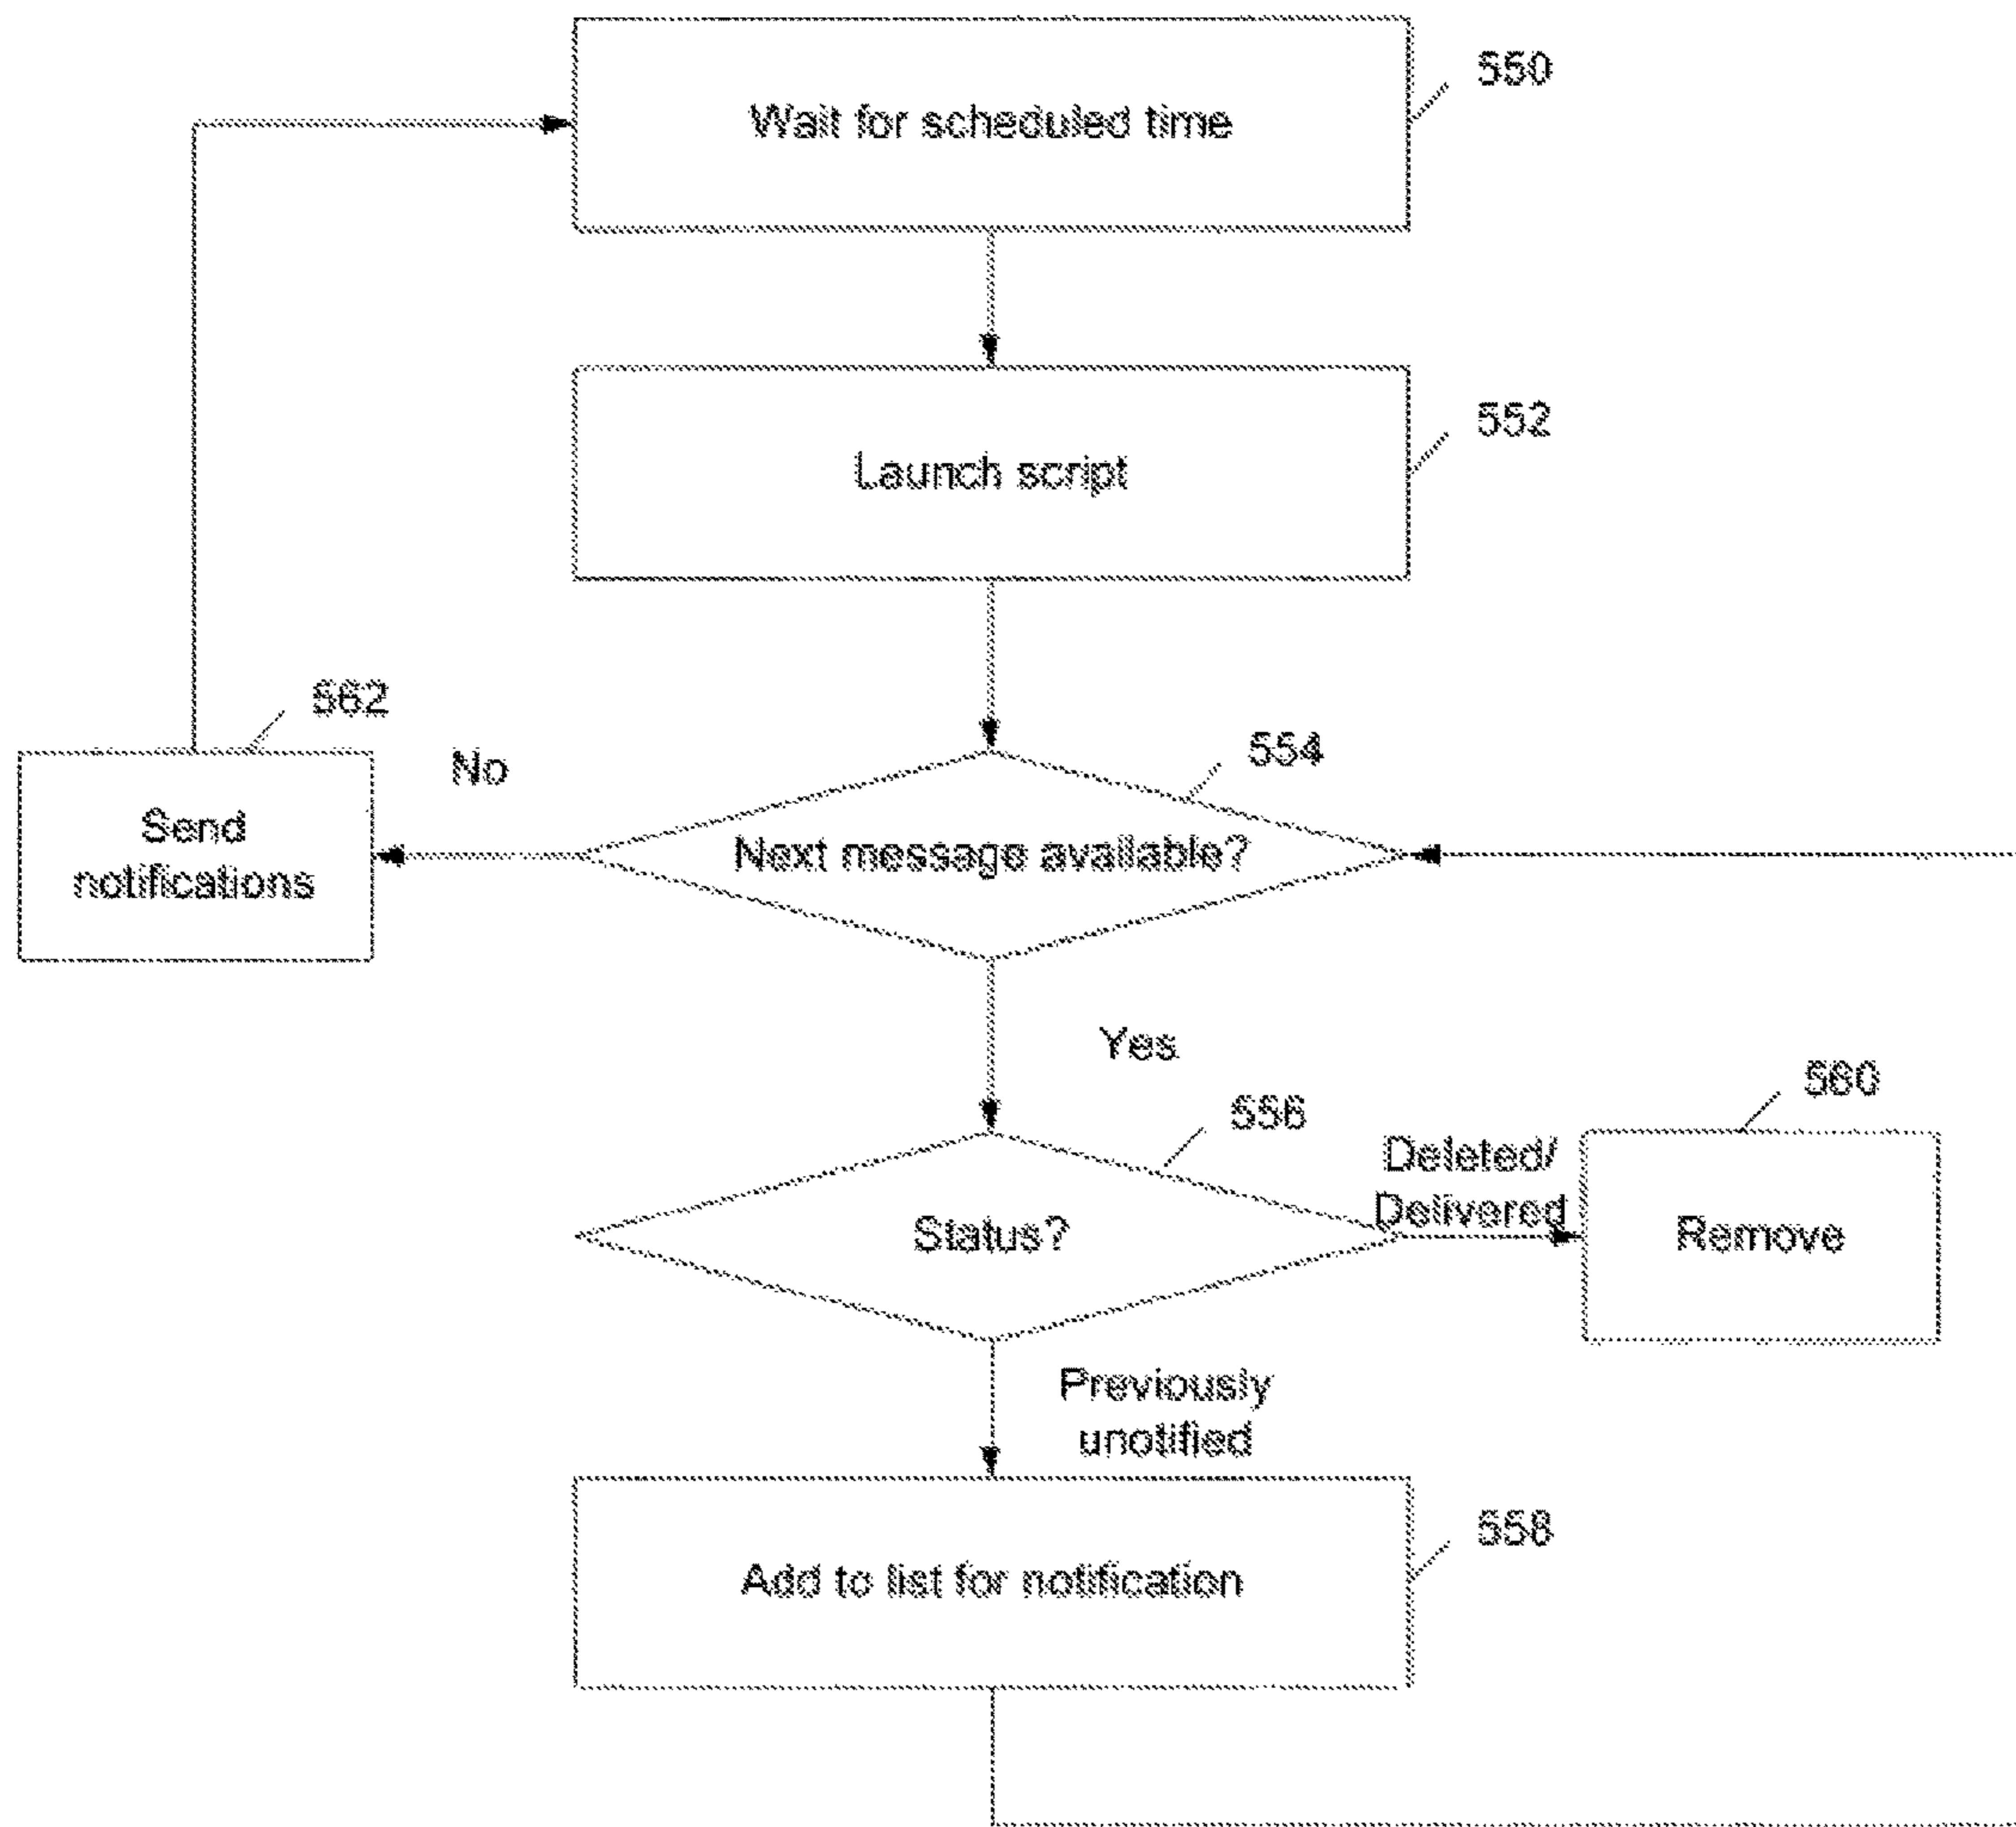 550
Wait for scheduled time
552
Launch script
562
No
554
Send
notifications
Next message available?
Yes
556
560
Deleted/
Delivered
Status?
Remove
Previously
unotified
558
Add to list for notification